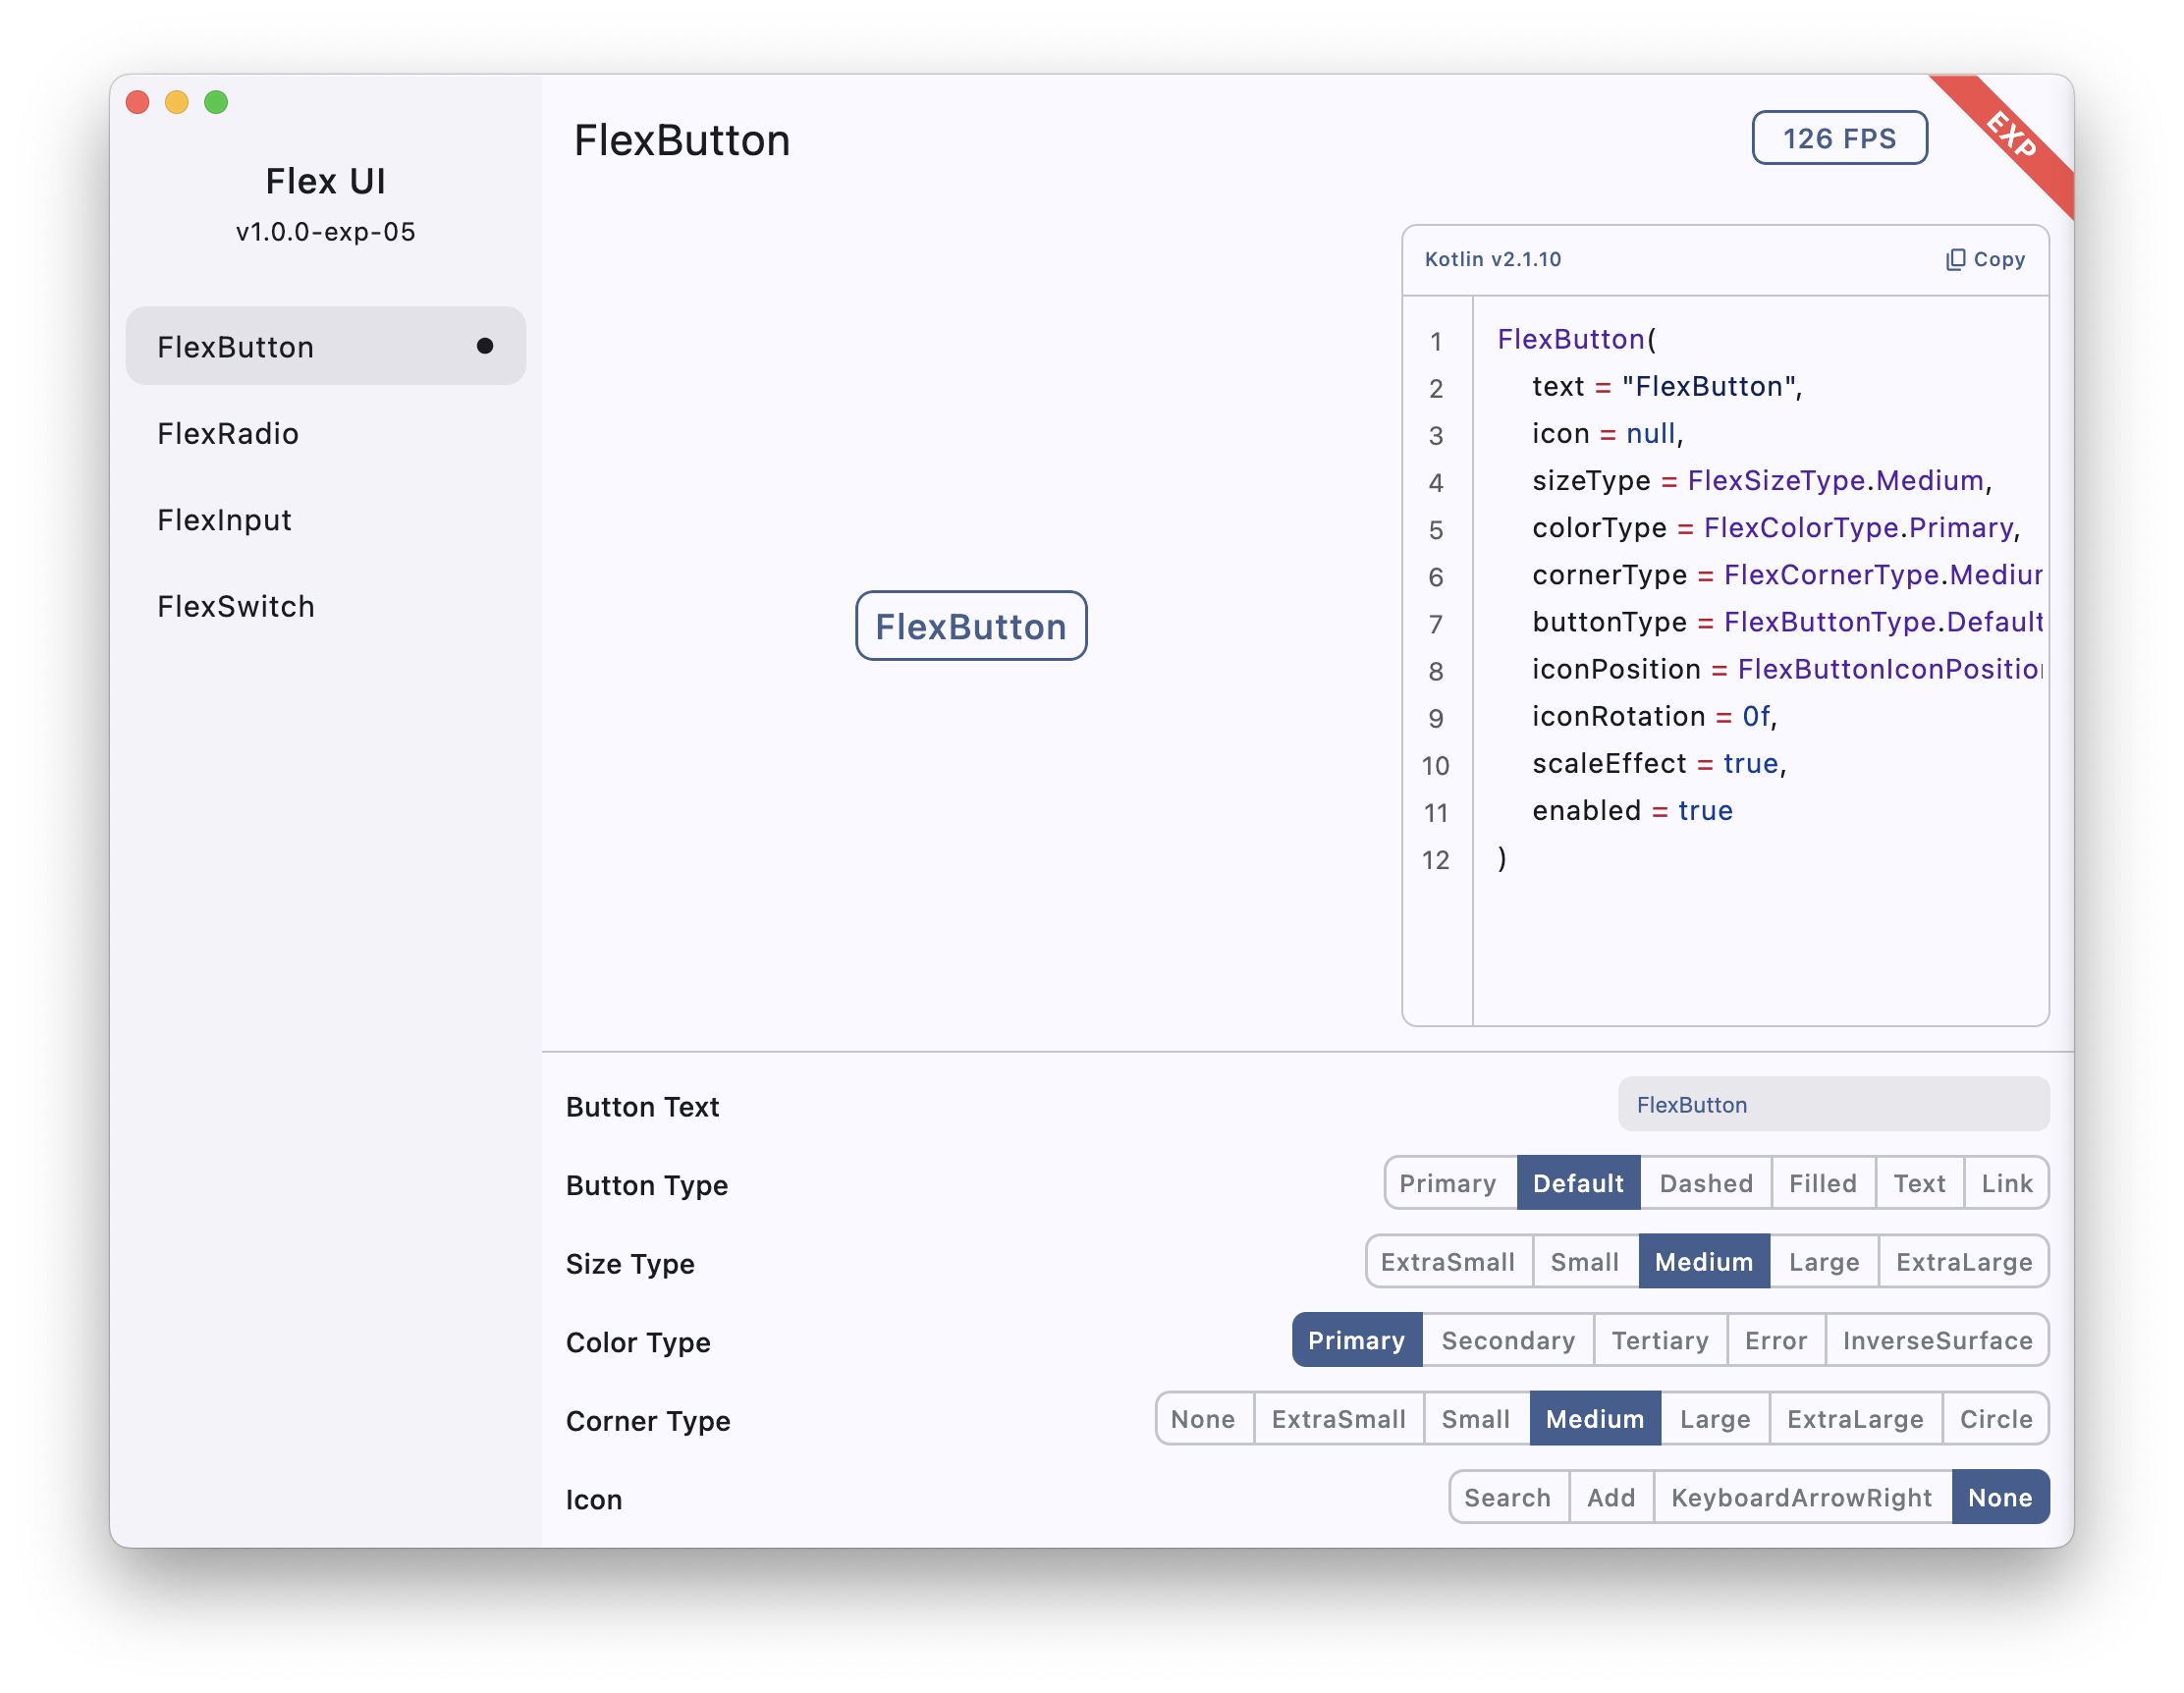 Flex UI
v1.0.0-exp-05
FlexButton
FlexRadio
FlexInput
FlexSwitch
FlexButton
126 FPS
EXP
FlexButton
Kotlin v2.1.10
Copy
1 FlexButton(
2 text = "FlexButton",
3 icon = null,
4 sizeType = FlexSizeType.Medium,
5 colorType = FlexColorType.Primary,
6 cornerType = FlexCornerType.Medium
7 buttonType = FlexButtonType.Default
8 iconPosition = FlexButtonIconPosition
9 iconRotation = 0f,
10 scaleEffect = true,
11 enabled = true
12 )
Button Text FlexButton
Button Type Primary Default Dashed Filled Text Link
Size Type ExtraSmall Small Medium Large ExtraLarge
Color Type Primary Secondary Tertiary Error InverseSurface
Corner Type None ExtraSmall Small Medium Large ExtraLarge Circle
Icon Search Add KeyboardArrowRight None